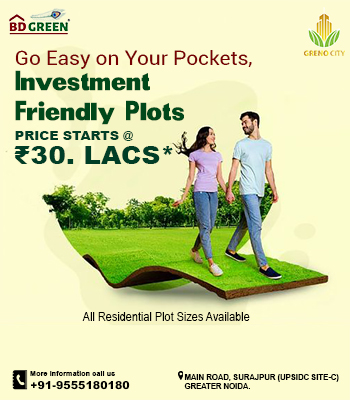 BD GREEN®
GRENO CITY
Go Easy on Your Pockets,
Investment
Friendly Plots
PRICE STARTS @
₹30. LACS*
All Residential Plot Sizes Available
More information call us
+91-9555180180
MAIN ROAD, SURAJPUR (UPSIDC SITE-C)
GREATER NOIDA.